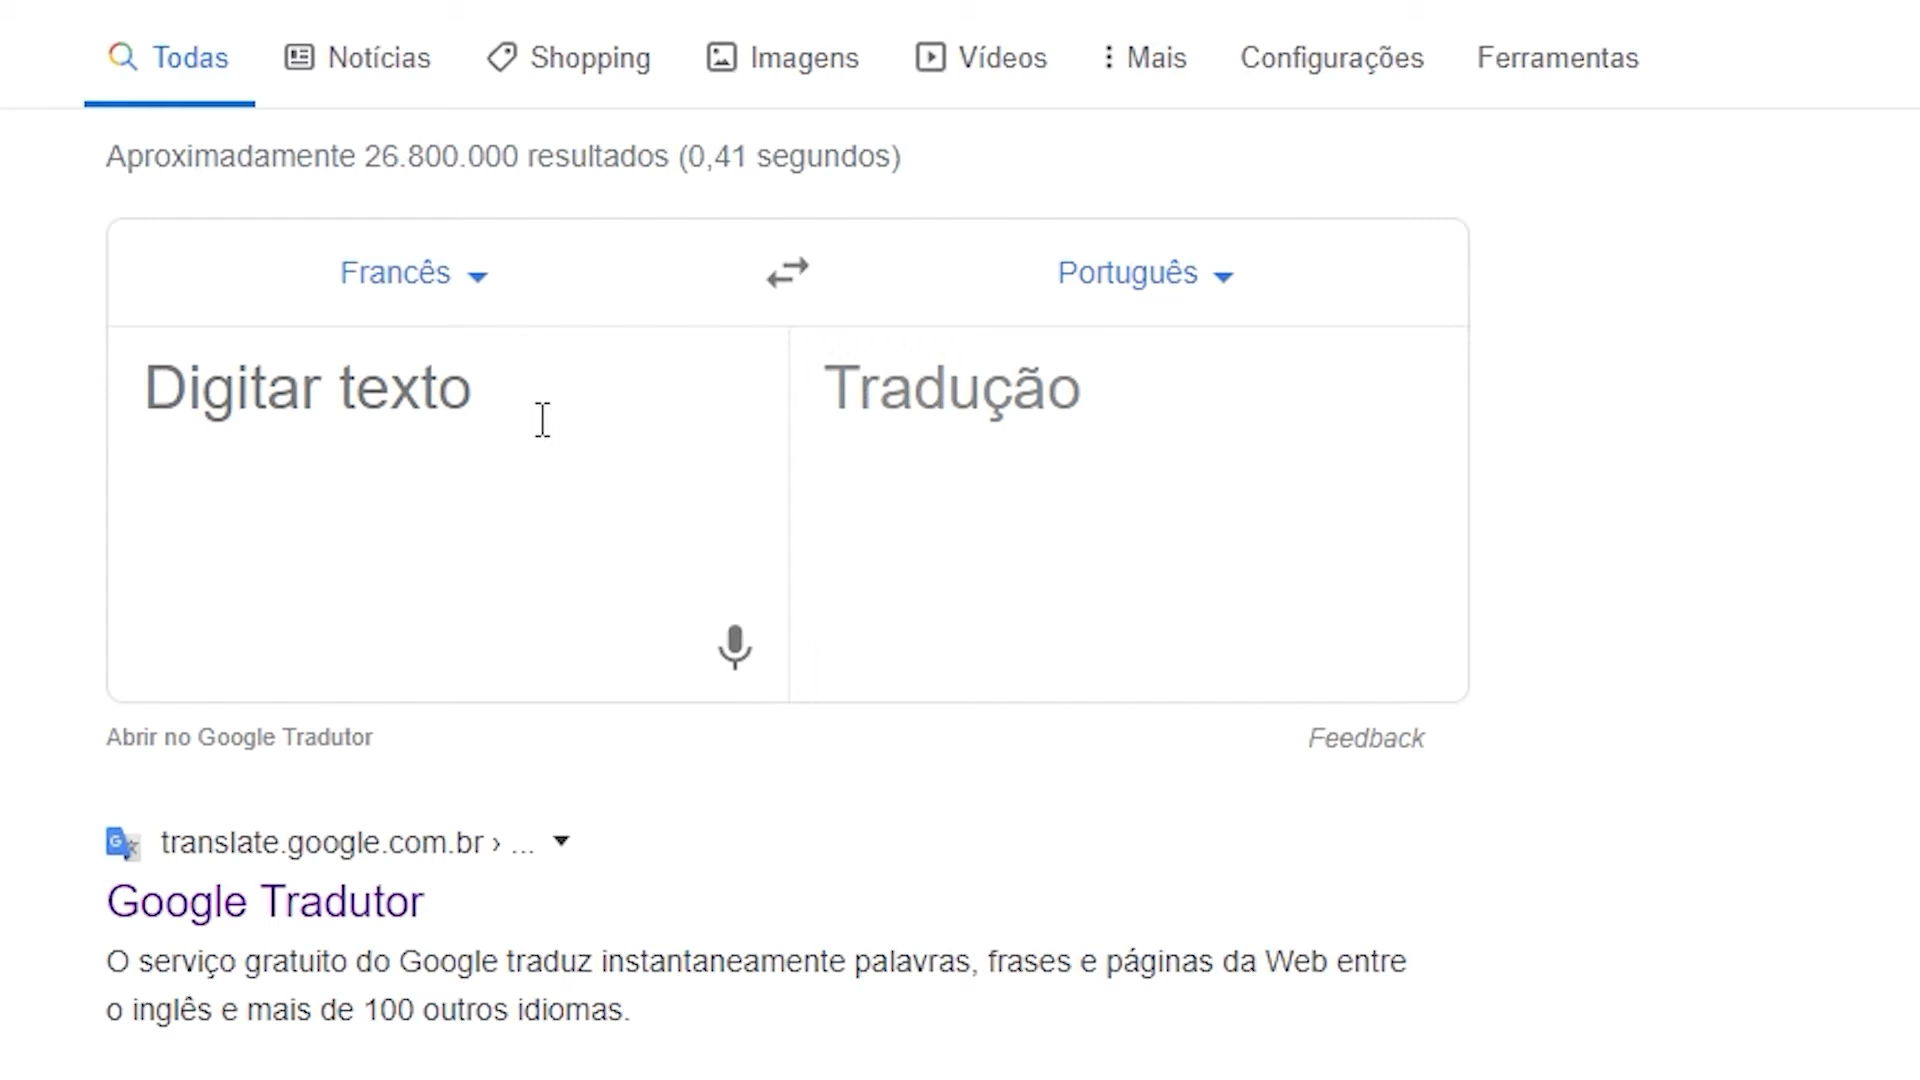 Todas Notícias Shopping Imagens Vídeos Mais Configurações Ferramentas
Aproximadamente 26.800.000 resultados (0,41 segundos)
Francês Português
Digitar texto Tradução
Abrir no Google Tradutor Feedback
translate.google.com.br › ...
Google Tradutor
O serviço gratuito do Google traduz instantaneamente palavras, frases e páginas da Web entre
o inglês e mais de 100 outros idiomas.